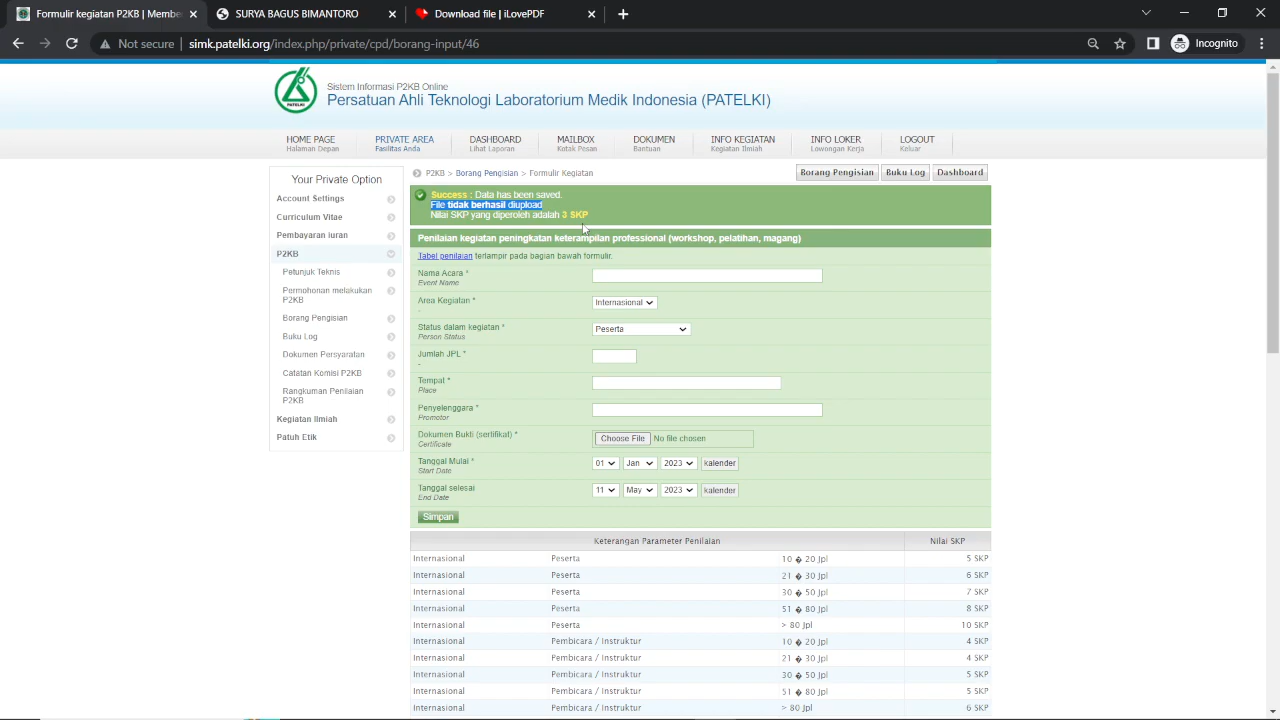 Formulir kegiatan P2KB | Membe
SURYA BAGUS BIMANTORO
Download file | iLovePDF
Not secure
simk.patelki.org/index.php/private/cpd/borang-input/46
Incognito
PATELKI
Sistem Informasi P2KB Online
Persatuan Ahli Teknologi Laboratorium Medik Indonesia (PATELKI)
HOME PAGE PRIVATE AREA DASHBOARD MAILBOX DOKUMEN INFO KEGIATAN INFO LOKER LOGOUT
Halaman Depan Fasilitas Anda Lihat Laporan Kotak Pesan Bantuan Kegiatan Ilmiah Lowongan Kerja Keluar
Your Private Option
Account Settings
Curriculum Vitae
Pembayaran Iuran
P2KB
Petunjuk Teknis
Permohonan melakukan
P2KB
Borang Pengisian
Buku Log
Dokumen Persyaratan
Catatan Komisi P2KB
Rangkuman Penilaian
P2KB
Kegiatan Ilmiah
Patuh Etik
P2KB > Borang Pengisian > Formulir Kegiatan
Borang Pengisian Buku Log Dashboard
Success : Data has been saved.
File tidak berhasil diupload
Nilai SKP yang diperoleh adalah 3 SKP
Penilaian kegiatan peningkatan keterampilan professional (workshop, pelatihan, magang)
Tabel penilaian terlampir pada bagian bawah formulir.
Nama Acara *
Event Name
Area Kegiatan * Internasional
-
Status dalam kegiatan * Peserta
Person Status
Jumlah JPL *
-
Tempat *
Place
Penyelenggara *
Promotor
Dokumen Bukti (sertifikat) * Choose File No file chosen
Certificate
Tanggal Mulai * 01 Jan 2023 kalender
Start Date
Tanggal selesai 11 May 2023 kalender
End Date
Simpan
Keterangan Parameter Penilaian Nilai SKP
Internasional Peserta 10 � 20 Jpl 5 SKP
Internasional Peserta 21 � 30 Jpl 6 SKP
Internasional Peserta 30 � 50 Jpl 7 SKP
Internasional Peserta 51 � 80 Jpl 8 SKP
Internasional Peserta > 80 Jpl 10 SKP
Internasional Pembicara / Instruktur 10 � 20 Jpl 4 SKP
Internasional Pembicara / Instruktur 21 � 30 Jpl 4 SKP
Internasional Pembicara / Instruktur 30 � 50 Jpl 5 SKP
Internasional Pembicara / Instruktur 51 � 80 Jpl 5 SKP
Internasional Pembicara / Instruktur > 80 Jpl 6 SKP